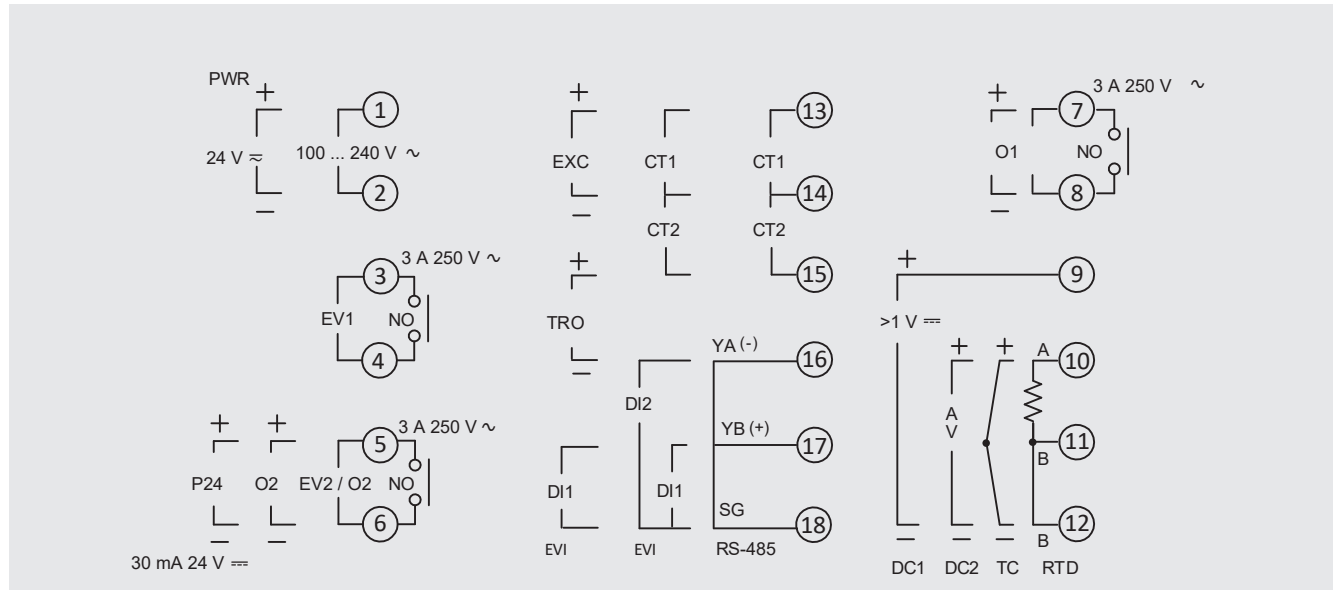 PWR
+
24 V ⎓
100 ... 240 V ∿
−
1
2
3 A 250 V ∿
3
EV1
NO
4
+
+
3 A 250 V ∿
5
P24
O2
EV2 / O2
NO
6
−
−
30 mA 24 V ⎓
+
EXC
CT1
CT1
13
−
14
CT2
CT2
15
+
TRO
−
YA (-)
16
DI2
YB (+)
17
DI1
DI1
SG
18
EVI
EVI
RS-485
+
3 A 250 V ∿
7
O1
NO
8
−
+
9
>1 V ⎓
+
+
A
10
A
V
11
B
12
B
−
−
−
DC1
DC2
TC
RTD